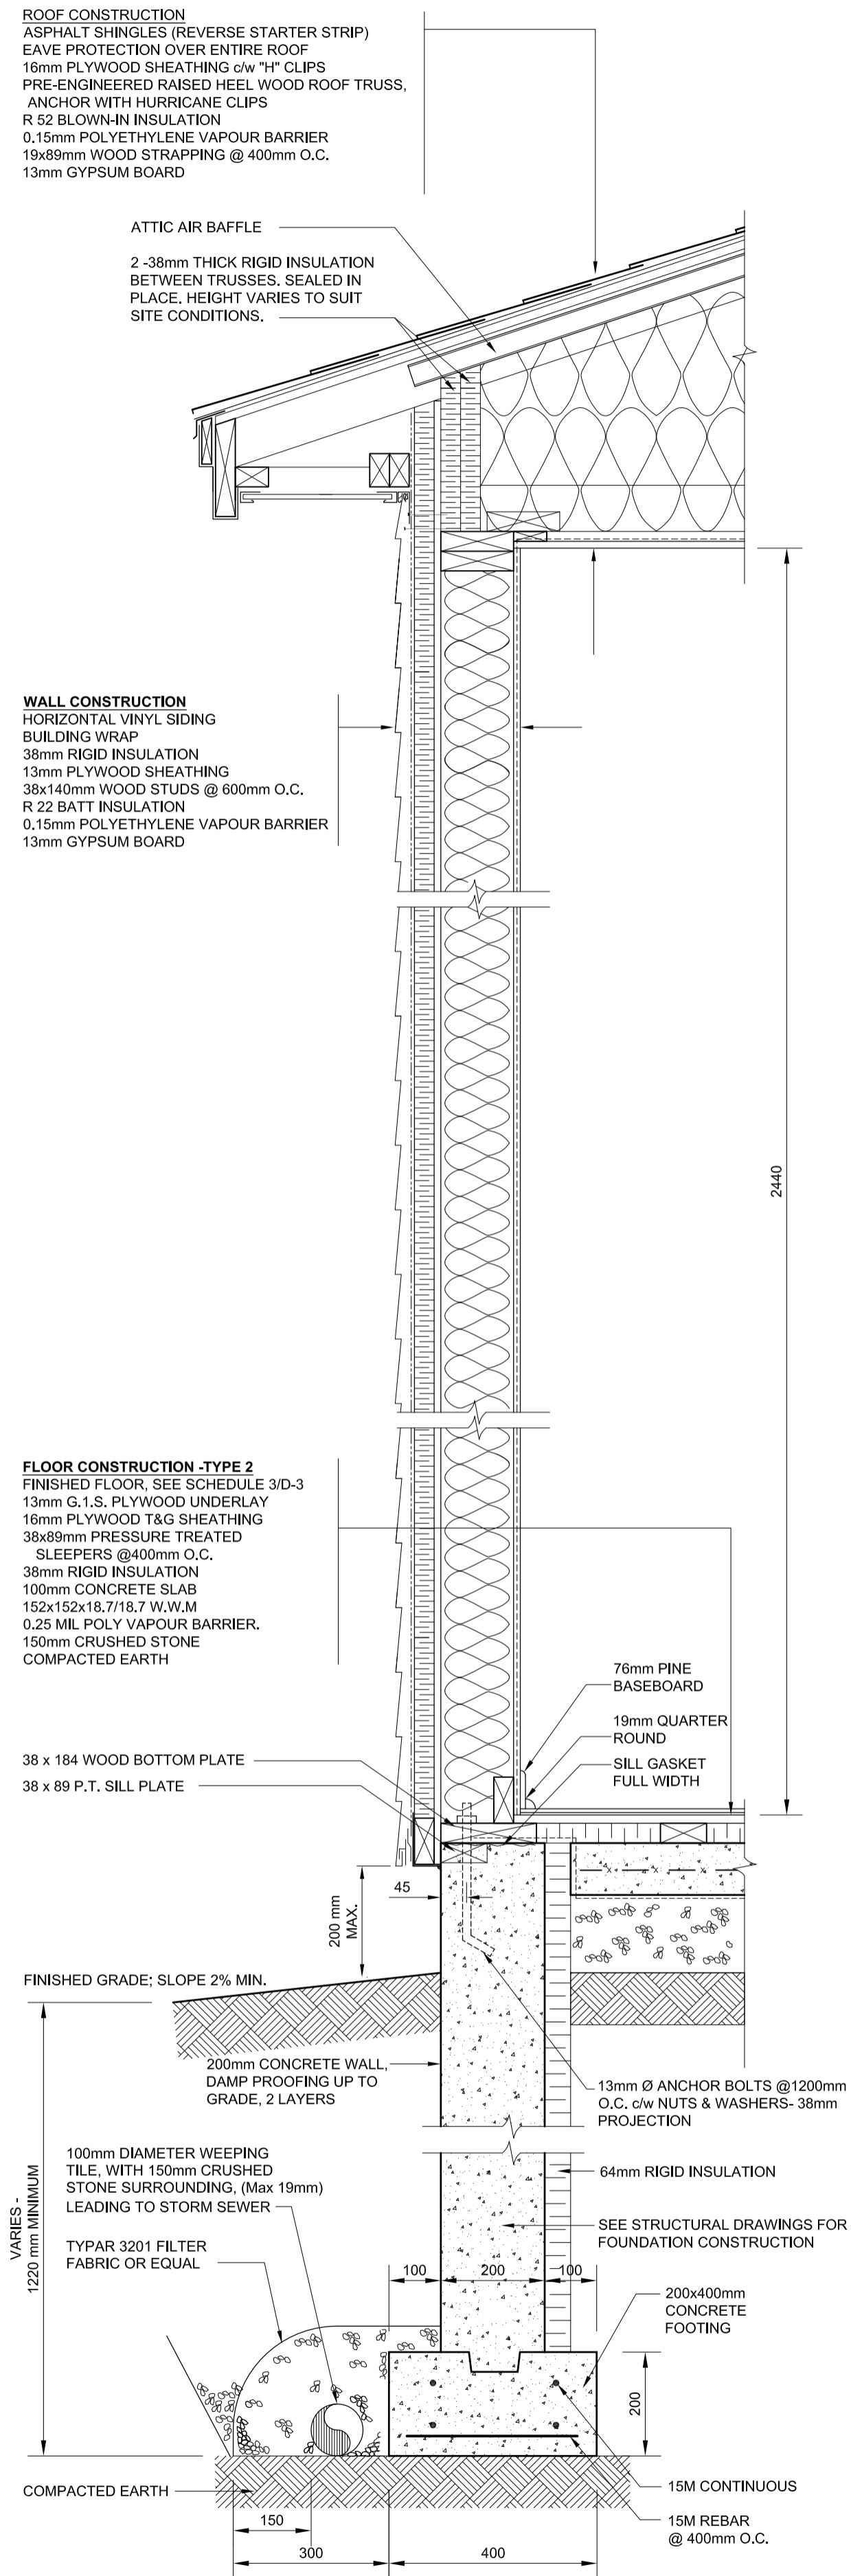 ROOF CONSTRUCTION
ASPHALT SHINGLES (REVERSE STARTER STRIP)
EAVE PROTECTION OVER ENTIRE ROOF
16mm PLYWOOD SHEATHING c/w "H" CLIPS
PRE-ENGINEERED RAISED HEEL WOOD ROOF TRUSS,
ANCHOR WITH HURRICANE CLIPS
R 52 BLOWN-IN INSULATION
0.15mm POLYETHYLENE VAPOUR BARRIER
19x89mm WOOD STRAPPING @ 400mm O.C.
13mm GYPSUM BOARD
ATTIC AIR BAFFLE
2 -38mm THICK RIGID INSULATION
BETWEEN TRUSSES. SEALED IN
PLACE. HEIGHT VARIES TO SUIT
SITE CONDITIONS.
WALL CONSTRUCTION
HORIZONTAL VINYL SIDING
BUILDING WRAP
38mm RIGID INSULATION
13mm PLYWOOD SHEATHING
38x140mm WOOD STUDS @ 600mm O.C.
R 22 BATT INSULATION
0.15mm POLYETHYLENE VAPOUR BARRIER
13mm GYPSUM BOARD
2440
FLOOR CONSTRUCTION -TYPE 2
FINISHED FLOOR, SEE SCHEDULE 3/D-3
13mm G.1.S. PLYWOOD UNDERLAY
16mm PLYWOOD T&G SHEATHING
38x89mm PRESSURE TREATED
SLEEPERS @400mm O.C.
38mm RIGID INSULATION
100mm CONCRETE SLAB
152x152x18.7/18.7 W.W.M
0.25 MIL POLY VAPOUR BARRIER.
150mm CRUSHED STONE
COMPACTED EARTH
76mm PINE
BASEBOARD
19mm QUARTER
ROUND
SILL GASKET
FULL WIDTH
38 x 184 WOOD BOTTOM PLATE
38 x 89 P.T. SILL PLATE
45
200 mm
MAX.
FINISHED GRADE; SLOPE 2% MIN.
200mm CONCRETE WALL,
DAMP PROOFING UP TO
GRADE, 2 LAYERS
13mm Ø ANCHOR BOLTS @1200mm
O.C. c/w NUTS & WASHERS- 38mm
PROJECTION
100mm DIAMETER WEEPING
TILE, WITH 150mm CRUSHED
STONE SURROUNDING, (Max 19mm)
LEADING TO STORM SEWER
64mm RIGID INSULATION
VARIES -
1220 mm MINIMUM
SEE STRUCTURAL DRAWINGS FOR
FOUNDATION CONSTRUCTION
TYPAR 3201 FILTER
FABRIC OR EQUAL
100
200
100
200x400mm
CONCRETE
FOOTING
200
COMPACTED EARTH
15M CONTINUOUS
15M REBAR
@ 400mm O.C.
150
300
400